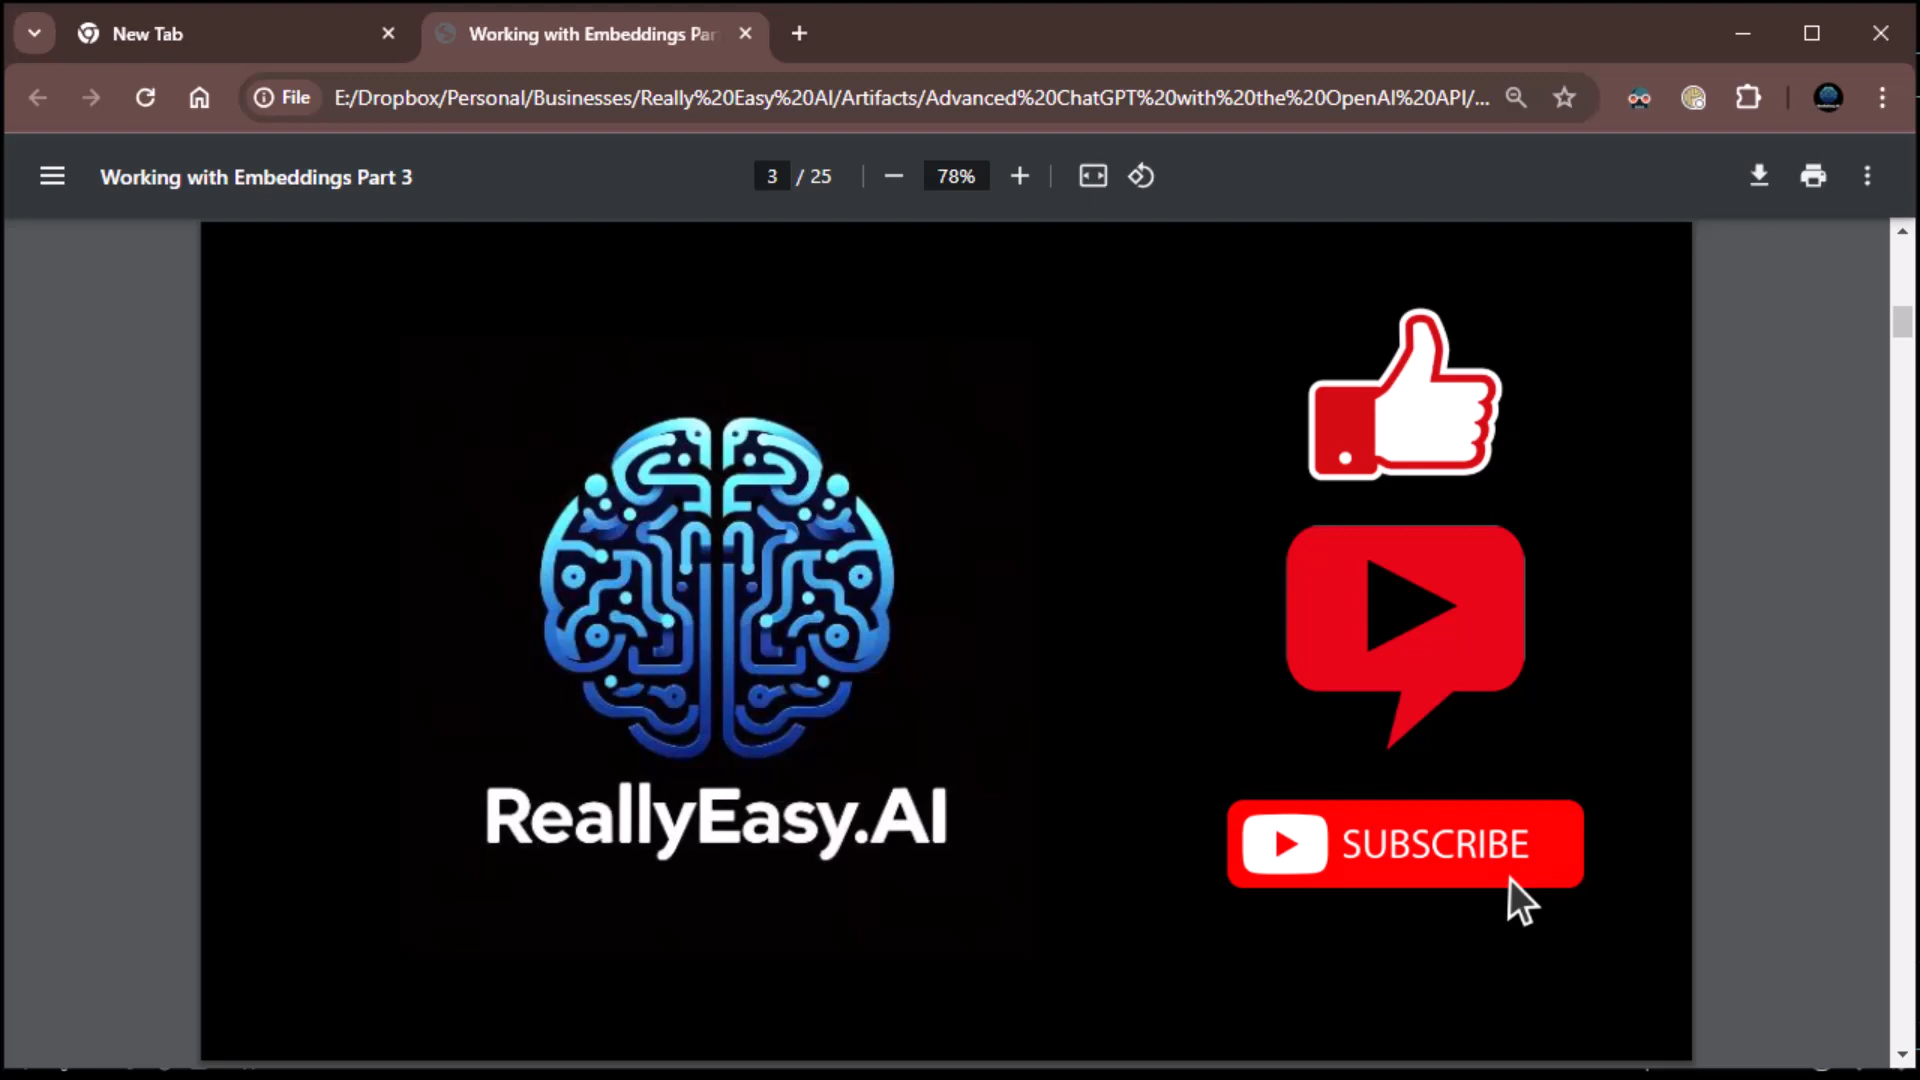 New Tab
Working with Embeddings Par
File
E:/Dropbox/Personal/Businesses/Really%20Easy%20AI/Artifacts/Advanced%20ChatGPT%20with%20the%20OpenAI%20API/...
Working with Embeddings Part 3
3 / 25
78%
ReallyEasy.AI
SUBSCRIBE